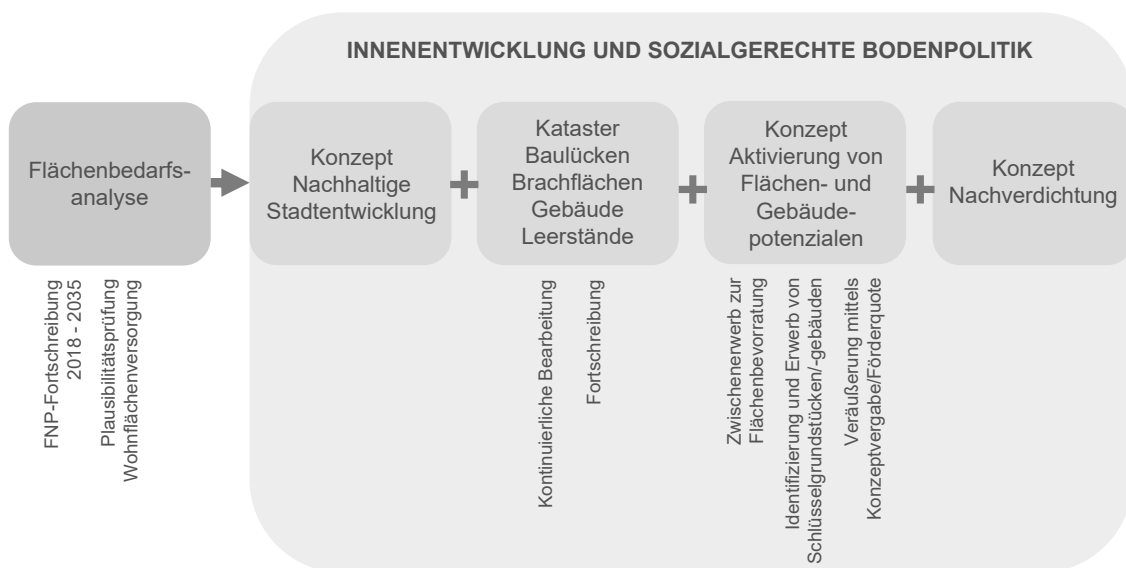 INNENENTWICKLUNG UND SOZIALGERECHTE BODENPOLITIK
Flächenbedarfs-
analyse
Konzept
Nachhaltige
Stadtentwicklung
Kataster
Baulücken
Brachflächen
Gebäude
Leerstände
Konzept
Aktivierung von
Flächen- und
Gebäude-
potenzialen
Konzept
Nachverdichtung
FNP-Fortschreibung
2018 - 2035
Plausibilitätsprüfung
Wohnflächenversorgung
Kontinuierliche Bearbeitung
Fortschreibung
Zwischenerwerb zur
Flächenbevorratung
Identifizierung und Erwerb von
Schlüsselgrundstücken/-gebäuden
Veräußerung mittels
Konzeptvergabe/Förderquote